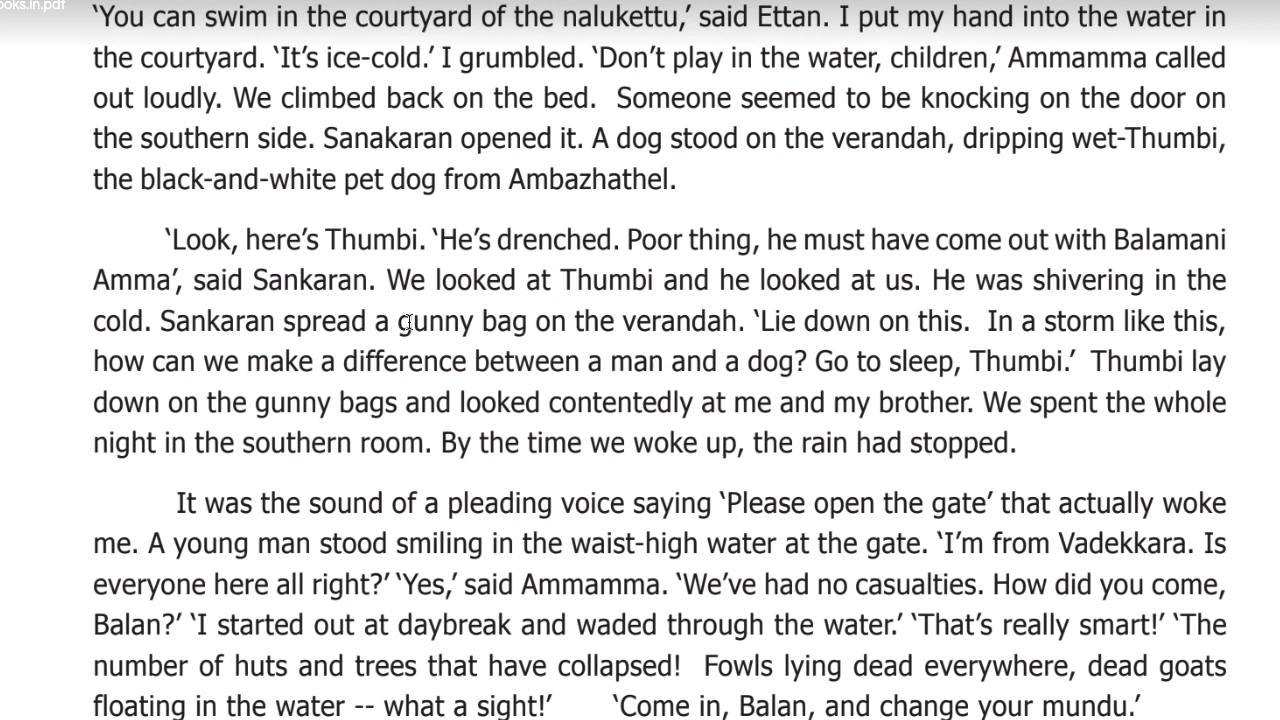 ooks.in.pdf
‘You can swim in the courtyard of the nalukettu,’ said Ettan. I put my hand into the water in
the courtyard. ‘It’s ice-cold.’ I grumbled. ‘Don’t play in the water, children,’ Ammamma called
out loudly. We climbed back on the bed. Someone seemed to be knocking on the door on
the southern side. Sanakaran opened it. A dog stood on the verandah, dripping wet-Thumbi,
the black-and-white pet dog from Ambazhathel.
‘Look, here’s Thumbi. ‘He’s drenched. Poor thing, he must have come out with Balamani
Amma’, said Sankaran. We looked at Thumbi and he looked at us. He was shivering in the
cold. Sankaran spread a gunny bag on the verandah. ‘Lie down on this. In a storm like this,
how can we make a difference between a man and a dog? Go to sleep, Thumbi.’ Thumbi lay
down on the gunny bags and looked contentedly at me and my brother. We spent the whole
night in the southern room. By the time we woke up, the rain had stopped.
It was the sound of a pleading voice saying ‘Please open the gate’ that actually woke
me. A young man stood smiling in the waist-high water at the gate. ‘I’m from Vadekkara. Is
everyone here all right?’ ‘Yes,’ said Ammamma. ‘We’ve had no casualties. How did you come,
Balan?’ ‘I started out at daybreak and waded through the water.’ ‘That’s really smart!’ ‘The
number of huts and trees that have collapsed! Fowls lying dead everywhere, dead goats
floating in the water -- what a sight!’ ‘Come in, Balan, and change your mundu.’